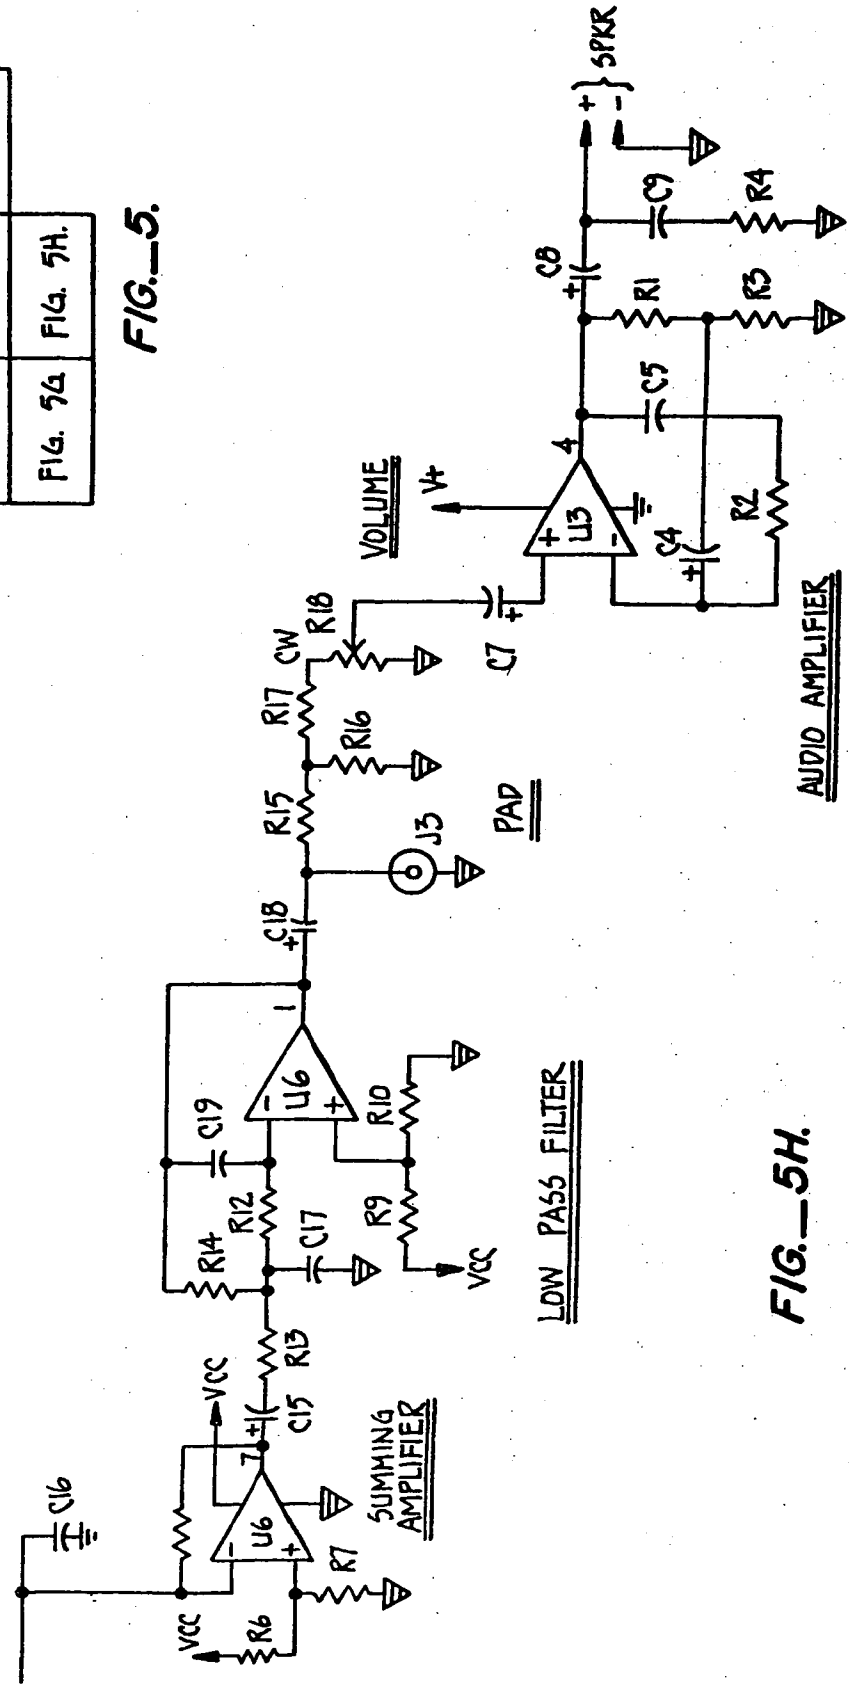 FIG. 5G
FIG. 5H.
FIG._5.
C16
VCC
R6
R7
-
U6
+
7
VCC
SUMMING
AMPLIFIER
+
C15
R13
R14
R12
C17
C19
-
U6
+
1
R9
VCC
R10
LOW PASS FILTER
+
C18
J3
R15
R16
R17
PAD
CW
R18
VOLUME
C7
+
V+
+
U3
-
4
C4
+
R2
C5
R1
R3
+
C8
C9
R4
+
-
SPKR
AUDIO AMPLIFIER
FIG._5H.